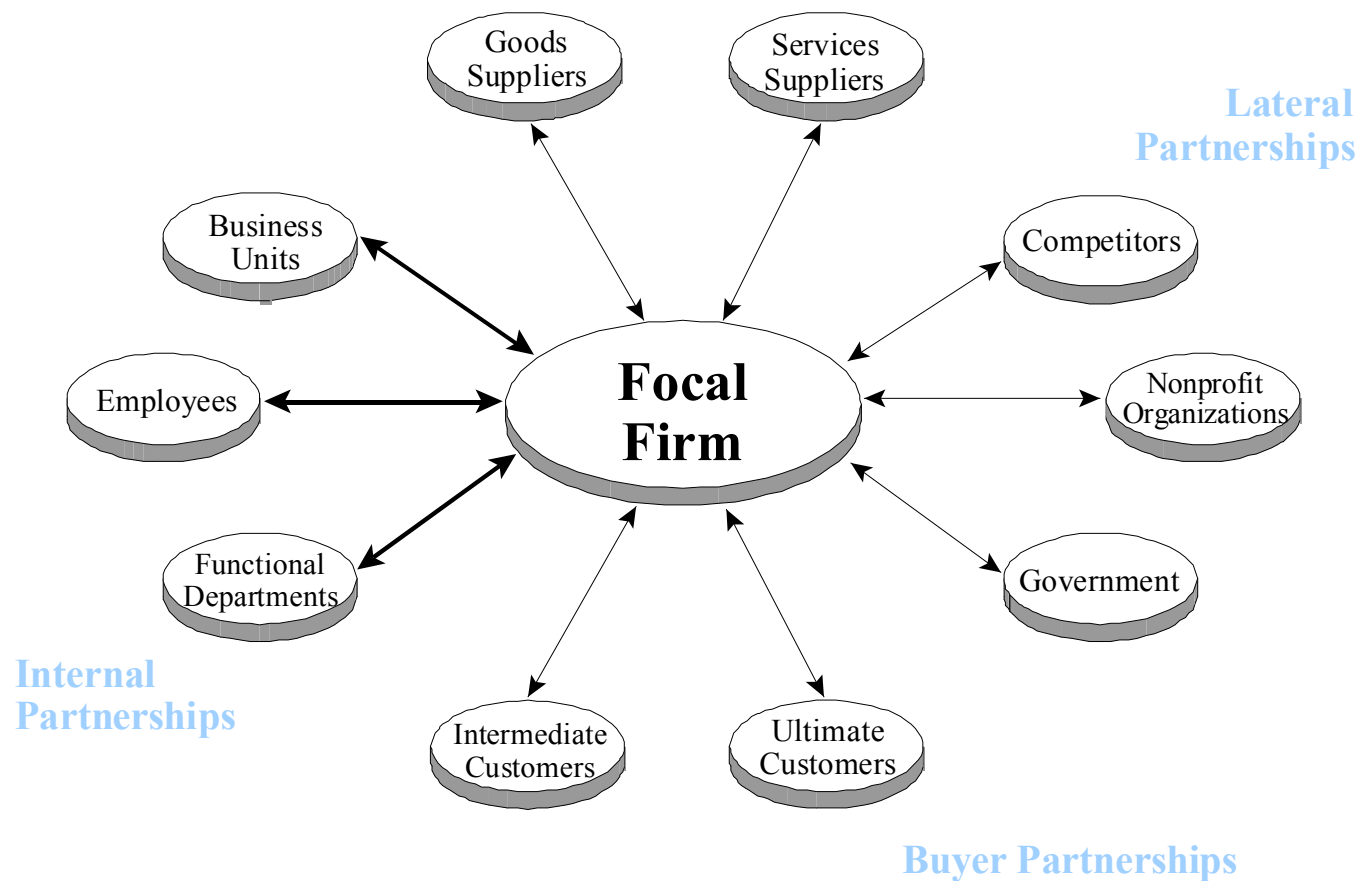 Goods
Suppliers
Services
Suppliers
Lateral
Partnerships
Business
Units
Competitors
Employees
Focal
Firm
Nonprofit
Organizations
Functional
Departments
Government
Internal
Partnerships
Intermediate
Customers
Ultimate
Customers
Buyer Partnerships